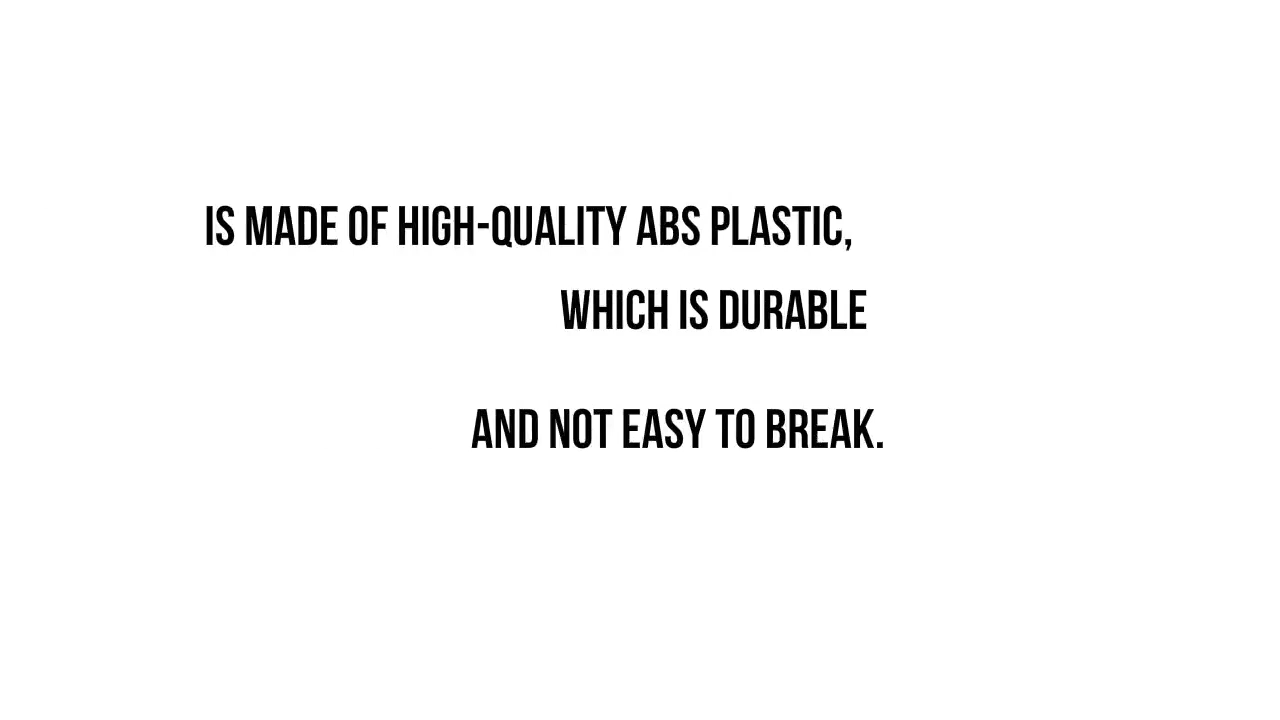 IS MADE OF HIGH-QUALITY ABS PLASTIC,
WHICH IS DURABLE
AND NOT EASY TO BREAK.